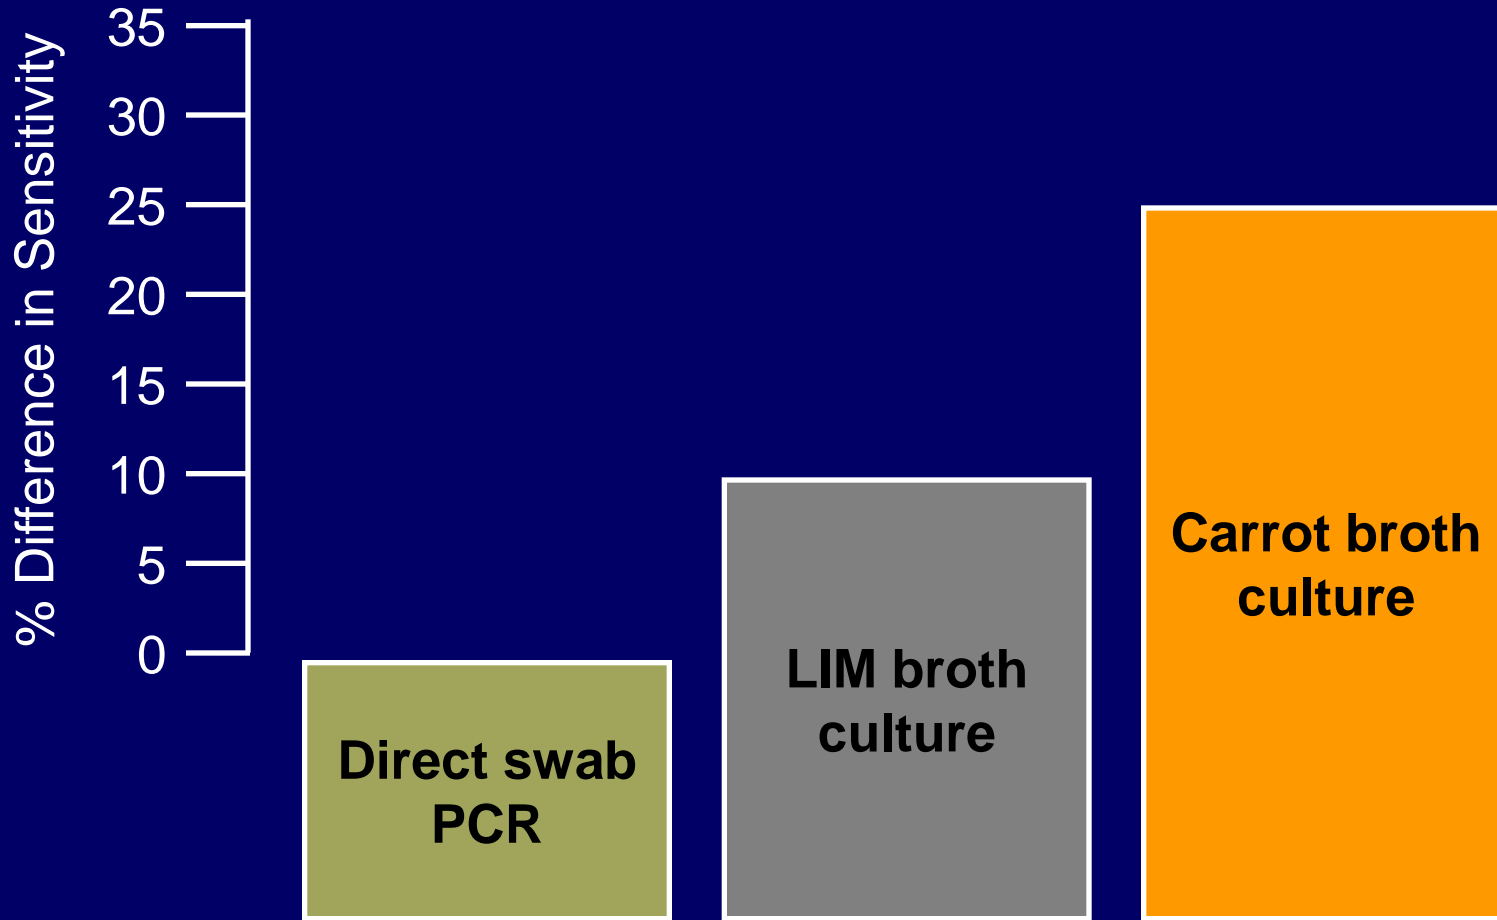 % Difference in Sensitivity
35
30
25
20
15
10
5
0
Direct swab
PCR
LIM broth
culture
Carrot broth
culture